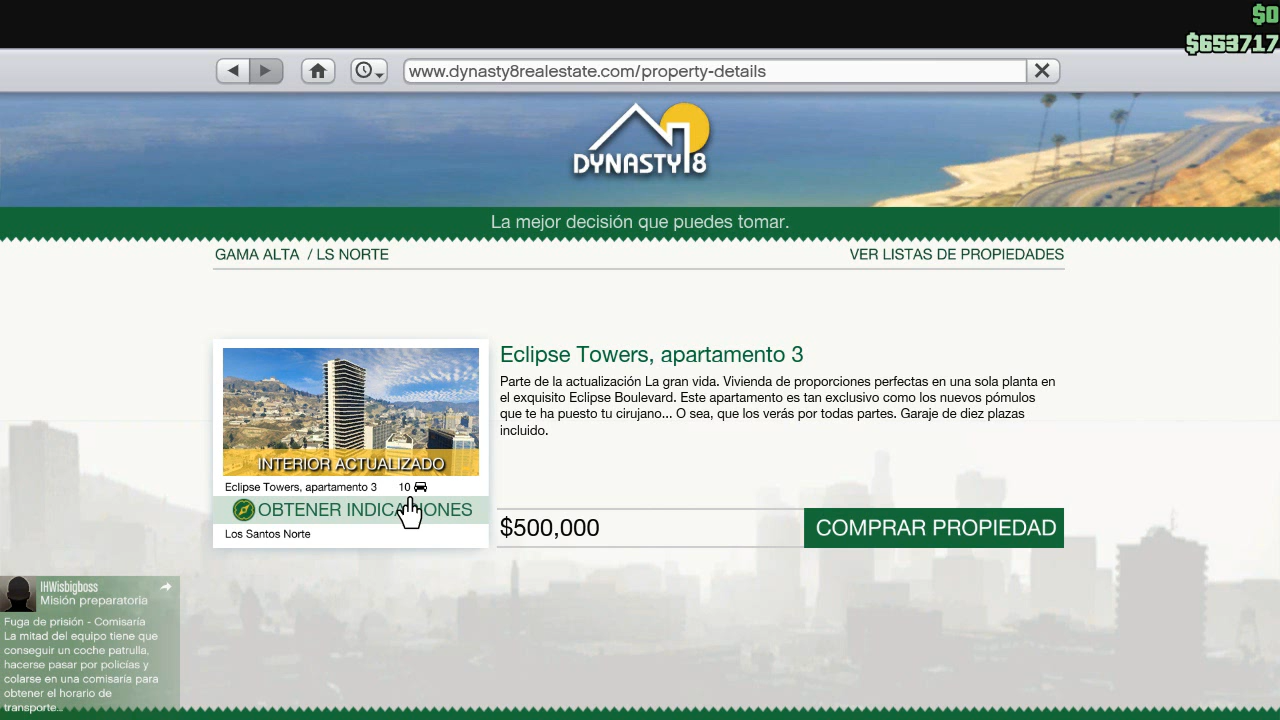 $0
$653717
www.dynasty8realestate.com/property-details
DYNASTY8
La mejor decisión que puedes tomar.
GAMA ALTA / LS NORTE
VER LISTAS DE PROPIEDADES
INTERIOR ACTUALIZADO
Eclipse Towers, apartamento 3 10
OBTENER INDICACIONES
Los Santos Norte
Eclipse Towers, apartamento 3
Parte de la actualización La gran vida. Vivienda de proporciones perfectas en una sola planta en
el exquisito Eclipse Boulevard. Este apartamento es tan exclusivo como los nuevos pómulos
que te ha puesto tu cirujano... O sea, que los verás por todas partes. Garaje de diez plazas
incluido.
$500,000
COMPRAR PROPIEDAD
IHWisbigboss
Misión preparatoria
Fuga de prisión - Comisaría
La mitad del equipo tiene que
conseguir un coche patrulla,
hacerse pasar por policías y
colarse en una comisaría para
obtener el horario de
transporte...